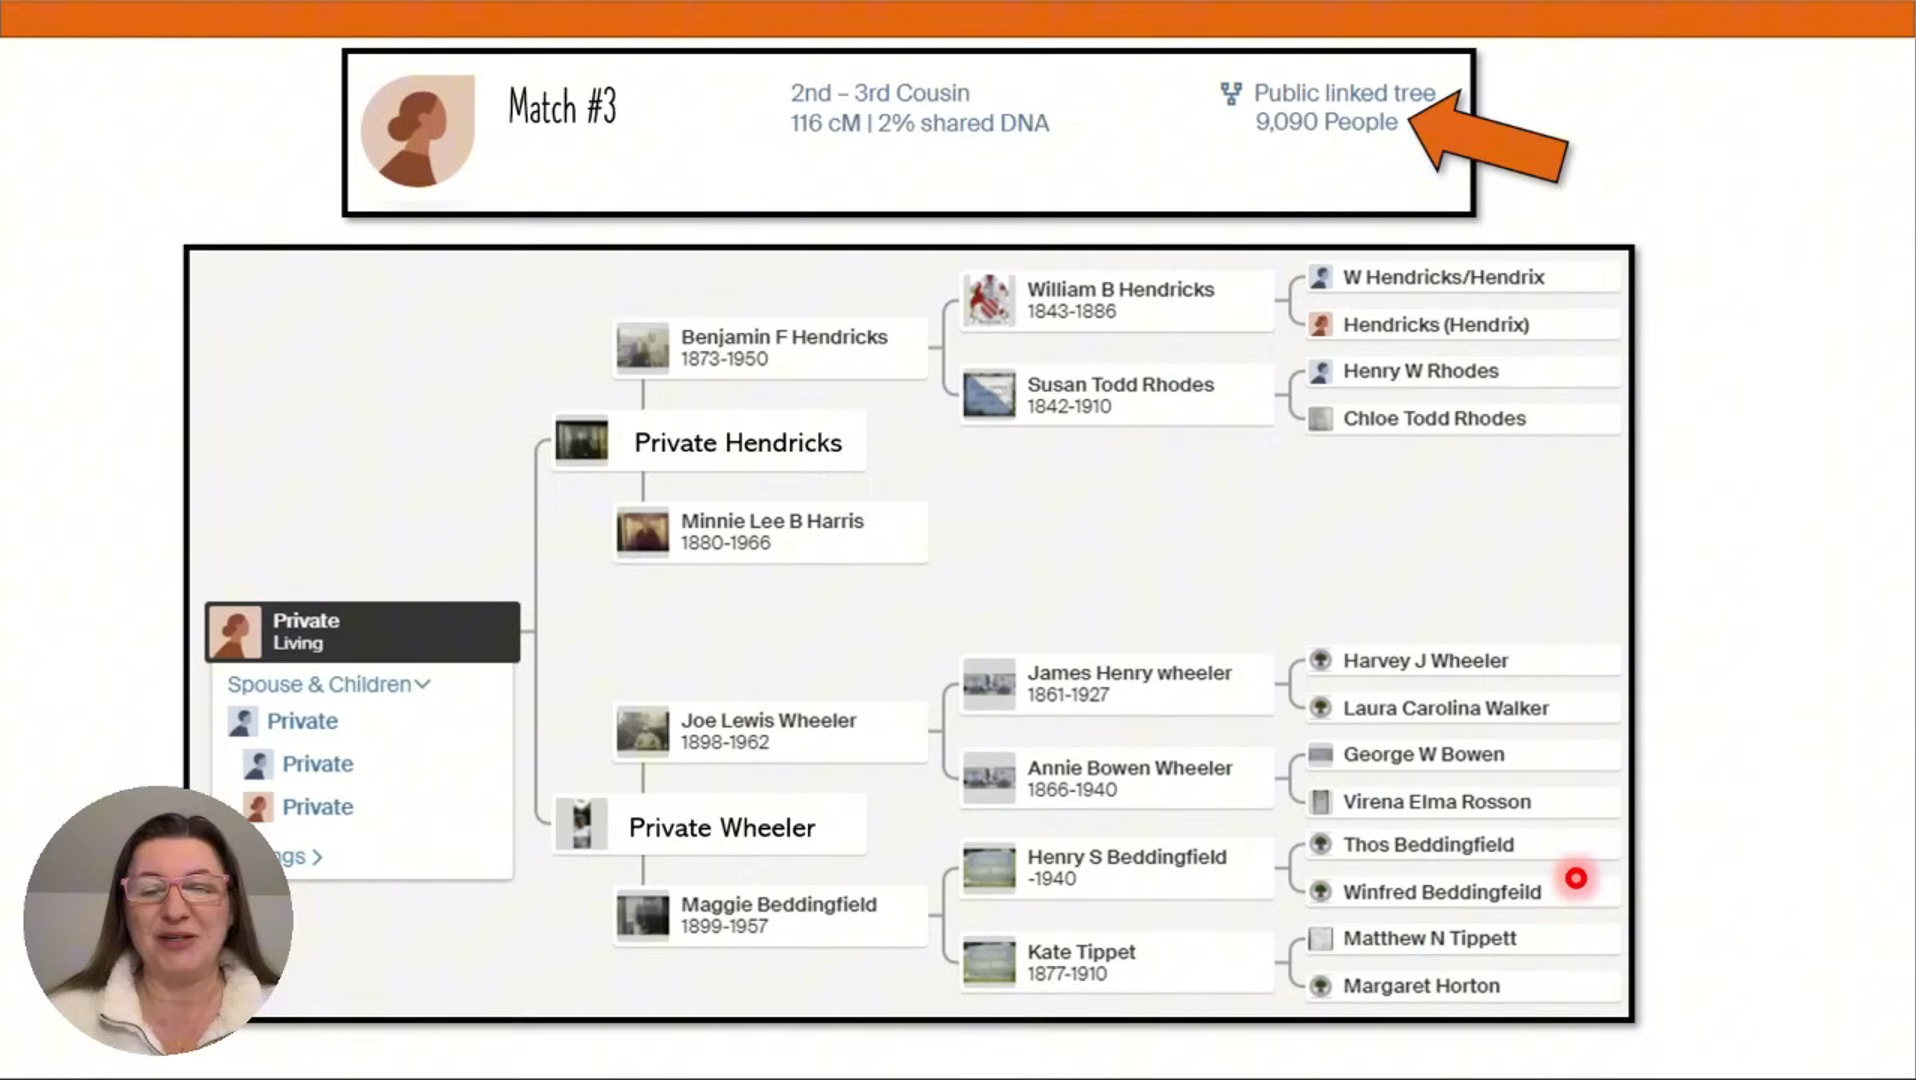 Match #3
2nd – 3rd Cousin
116 cM | 2% shared DNA
Public linked tree
9,090 People
W Hendricks/Hendrix
William B Hendricks
1843-1886
Hendricks (Hendrix)
Benjamin F Hendricks
1873-1950
Henry W Rhodes
Susan Todd Rhodes
1842-1910
Chloe Todd Rhodes
Private Hendricks
Minnie Lee B Harris
1880-1966
Private
Living
Spouse & Children
Private
Private
Private
ngs
Harvey J Wheeler
James Henry wheeler
1861-1927
Laura Carolina Walker
Joe Lewis Wheeler
1898-1962
George W Bowen
Annie Bowen Wheeler
1866-1940
Virena Elma Rosson
Private Wheeler
Thos Beddingfield
Henry S Beddingfield
-1940
Winfred Beddingfeild
Maggie Beddingfield
1899-1957
Matthew N Tippett
Kate Tippet
1877-1910
Margaret Horton